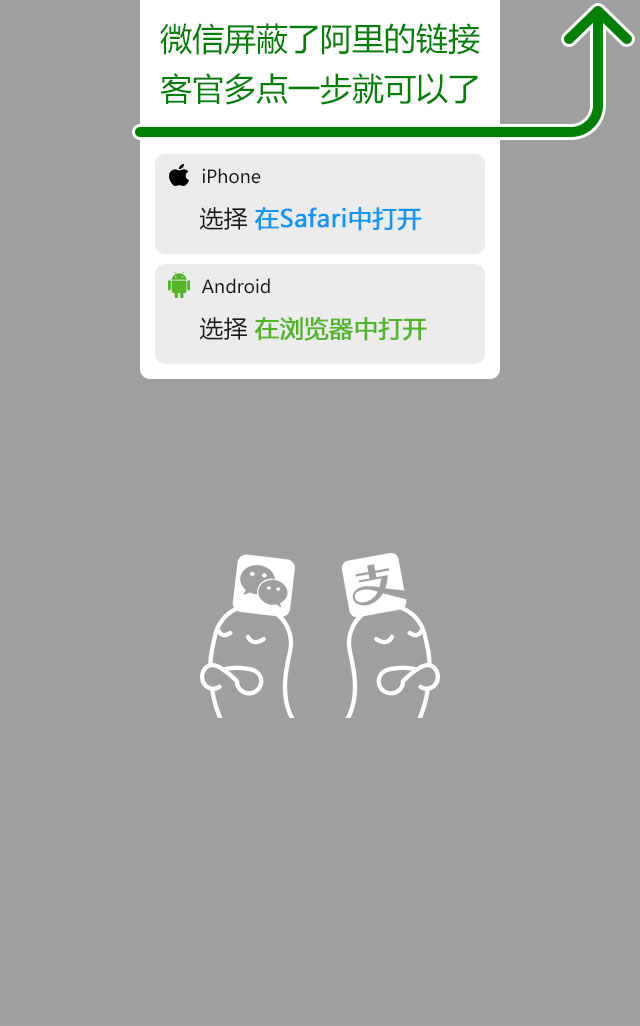 微信屏蔽了阿里的链接
客官多点一步就可以了
iPhone
选择 在Safari中打开
Android
选择 在浏览器中打开
支